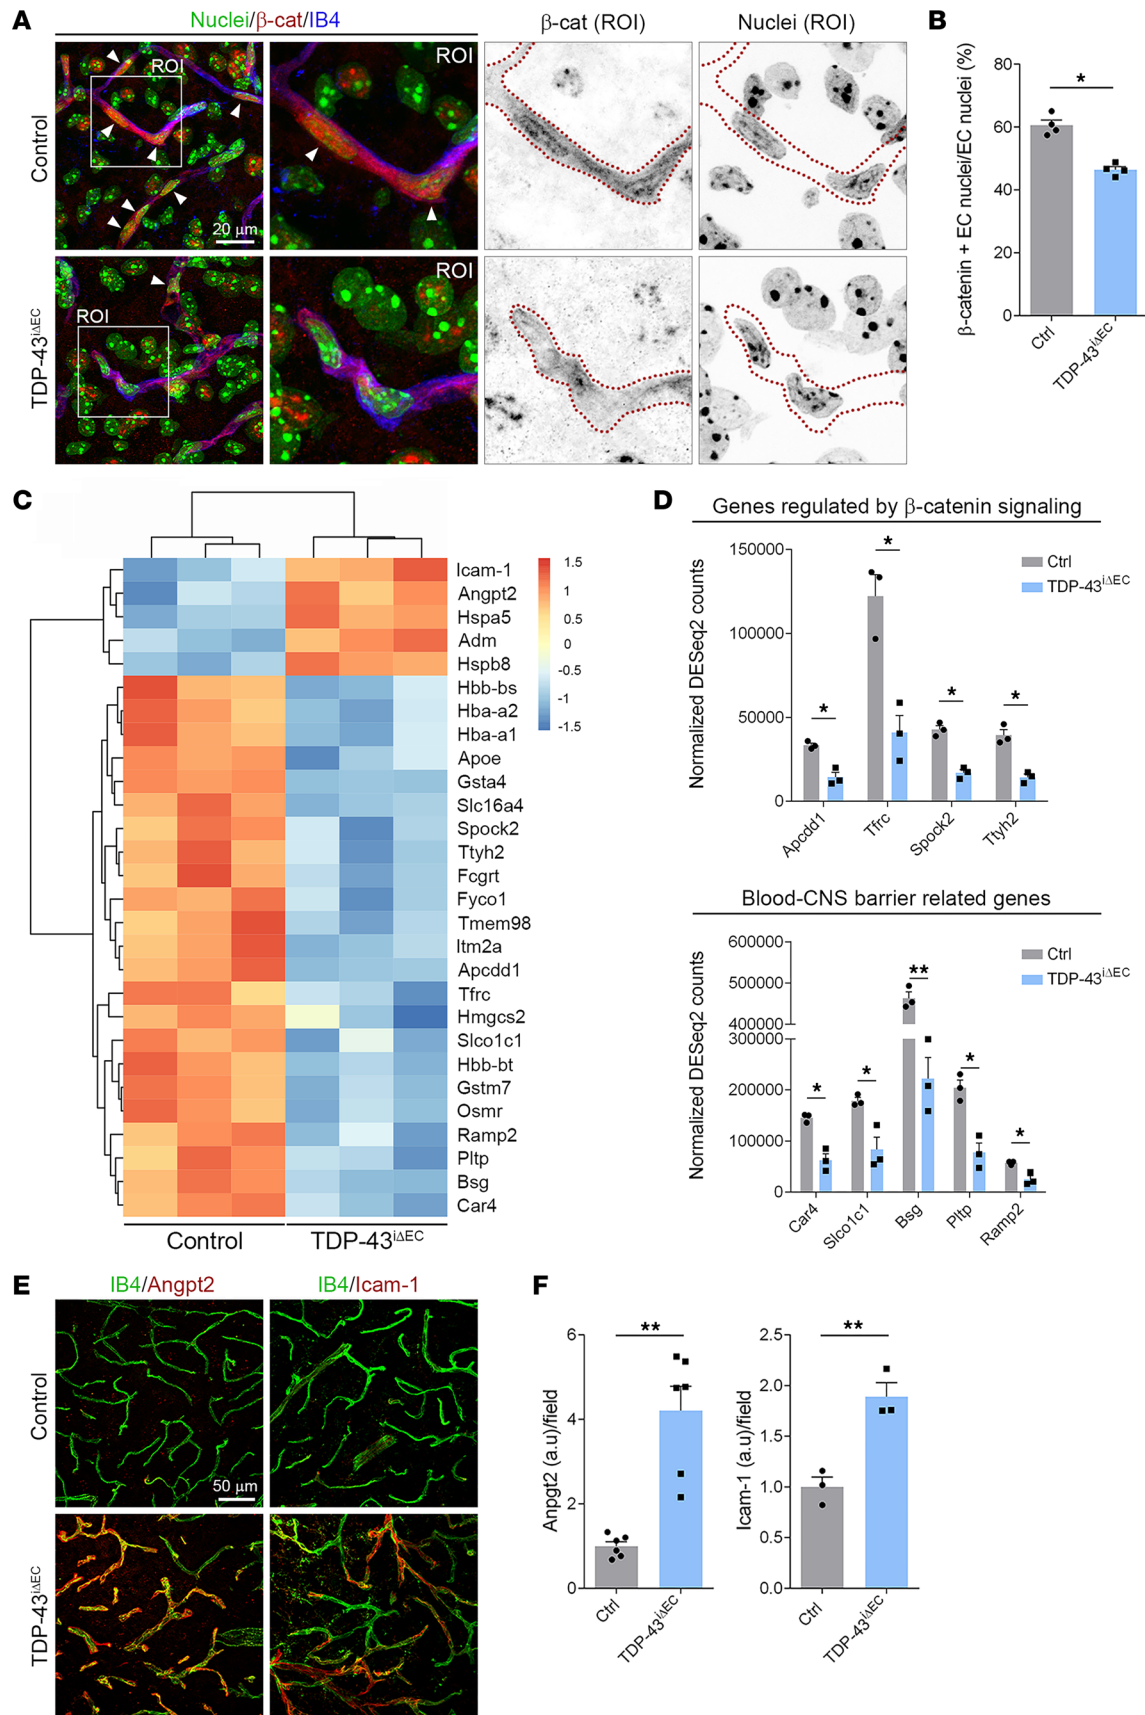 A
Nuclei/β-cat/IB4
β-cat (ROI)
Nuclei (ROI)
Control
ROI
ROI
20 μm
TDP-43iΔEC
ROI
ROI
B
β-catenin + EC nuclei/EC nuclei (%)
80
60
40
20
0
*
Ctrl
TDP-43iΔEC
C
1.5
1
0
-0.5
-1
-1.5
Icam-1
Angpt2
Hspa5
Adm
Hspb8
Hbb-bs
Hba-a2
Hba-a1
Apoe
Gsta4
Slc16a4
Spock2
Ttyh2
Fcgrt
Fyco1
Tmem98
Itm2a
Apcdd1
Tfrc
Hmgcs2
Slco1c1
Hbb-bt
Gstm7
Osmr
Ramp2
Pltp
Bsg
Car4
Control
TDP-43iΔEC
D
Genes regulated by β-catenin signaling
Normalized DESeq2 counts
150000
100000
50000
0
*
*
*
*
Ctrl
TDP-43iΔEC
Apcdd1
Tfrc
Spock2
Ttyh2
Blood-CNS barrier related genes
Normalized DESeq2 counts
600000
500000
400000
300000
200000
100000
0
*
*
**
*
*
Ctrl
TDP-43iΔEC
Car4
Slco1c1
Bsg
Pltp
Ramp2
E
IB4/Angpt2
IB4/Icam-1
Control
50 μm
TDP-43iΔEC
F
Anpgt2 (a.u)/field
6
4
2
0
**
Ctrl
TDP-43iΔEC
Icam-1 (a.u)/field
2.5
2.0
1.5
1.0
0.5
0.0
**
Ctrl
TDP-43iΔEC